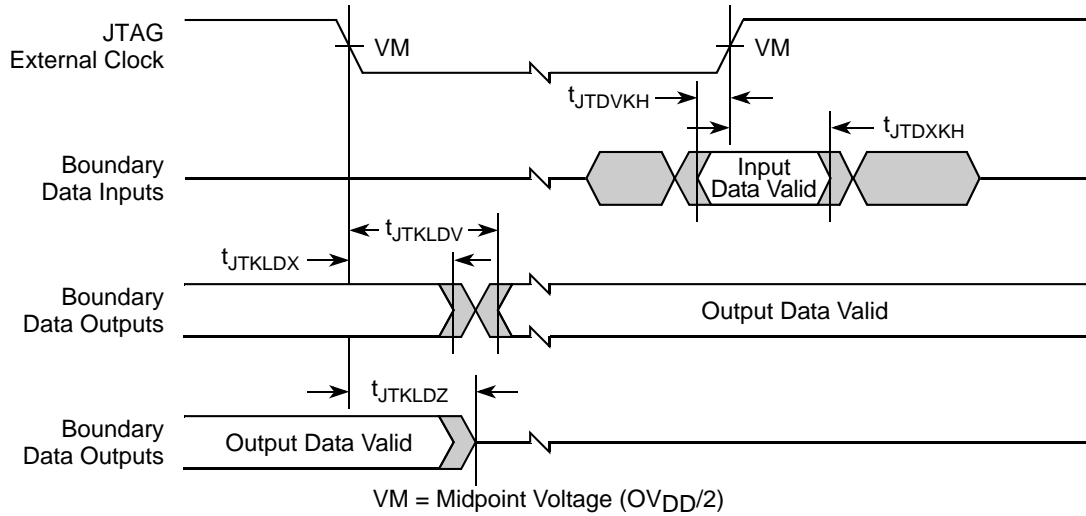 JTAG
External Clock
VM
VM
tJTDVKH
tJTDXKH
Boundary
Data Inputs
Input
Data Valid
tJTKLDV
tJTKLDX
Boundary
Data Outputs
Output Data Valid
tJTKLDZ
Boundary
Data Outputs
Output Data Valid
VM = Midpoint Voltage (OVDD/2)